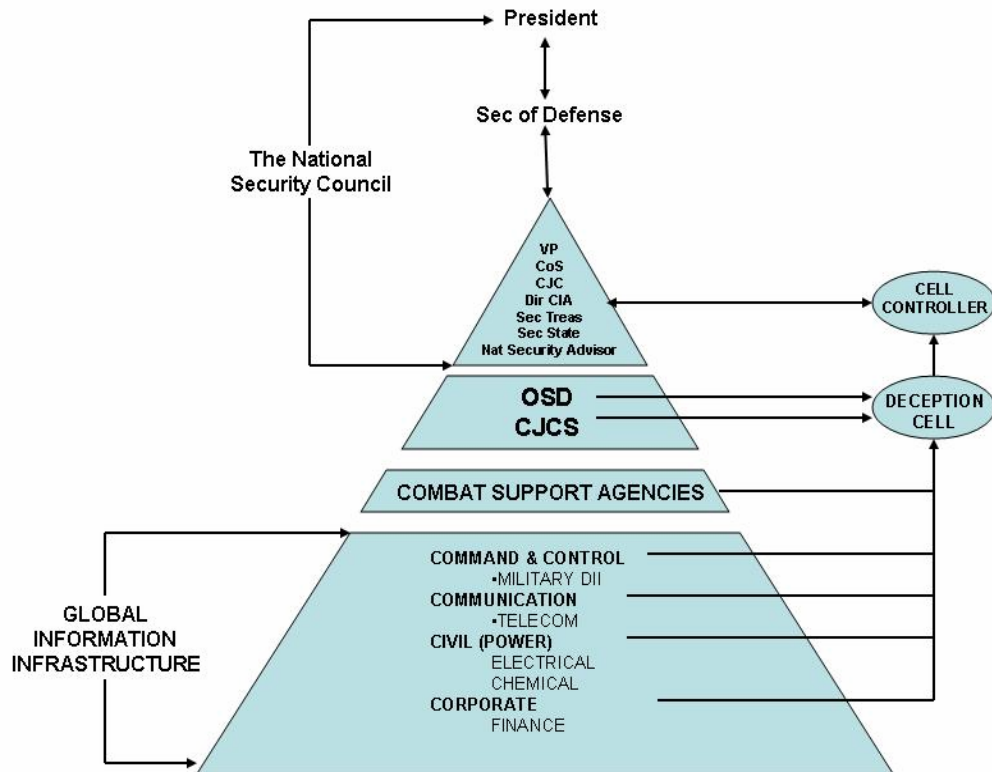 President
Sec of Defense
The National
Security Council
VP
CoS
CJC
Dir CIA
Sec Treas
Sec State
Nat Security Advisor
CELL
CONTROLLER
OSD
CJCS
DECEPTION
CELL
COMBAT SUPPORT AGENCIES
GLOBAL
INFORMATION
INFRASTRUCTURE
COMMAND & CONTROL
▪MILITARY DII
COMMUNICATION
▪TELECOM
CIVIL (POWER)
ELECTRICAL
CHEMICAL
CORPORATE
FINANCE